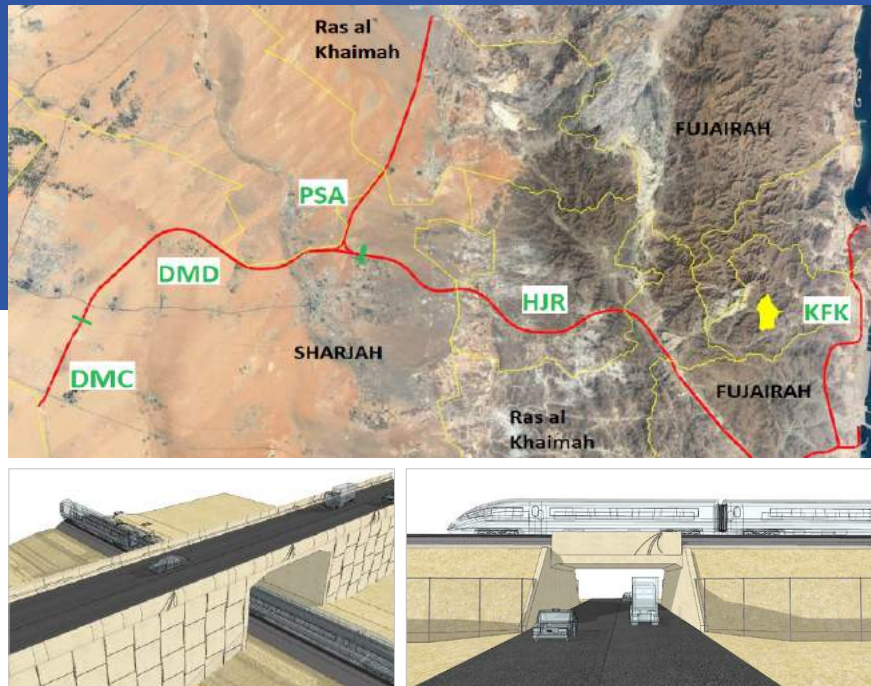 Ras al
Khaimah
FUJAIRAH
PSA
DMD
HJR
KFK
SHARJAH
DMC
FUJAIRAH
Ras al
Khaimah